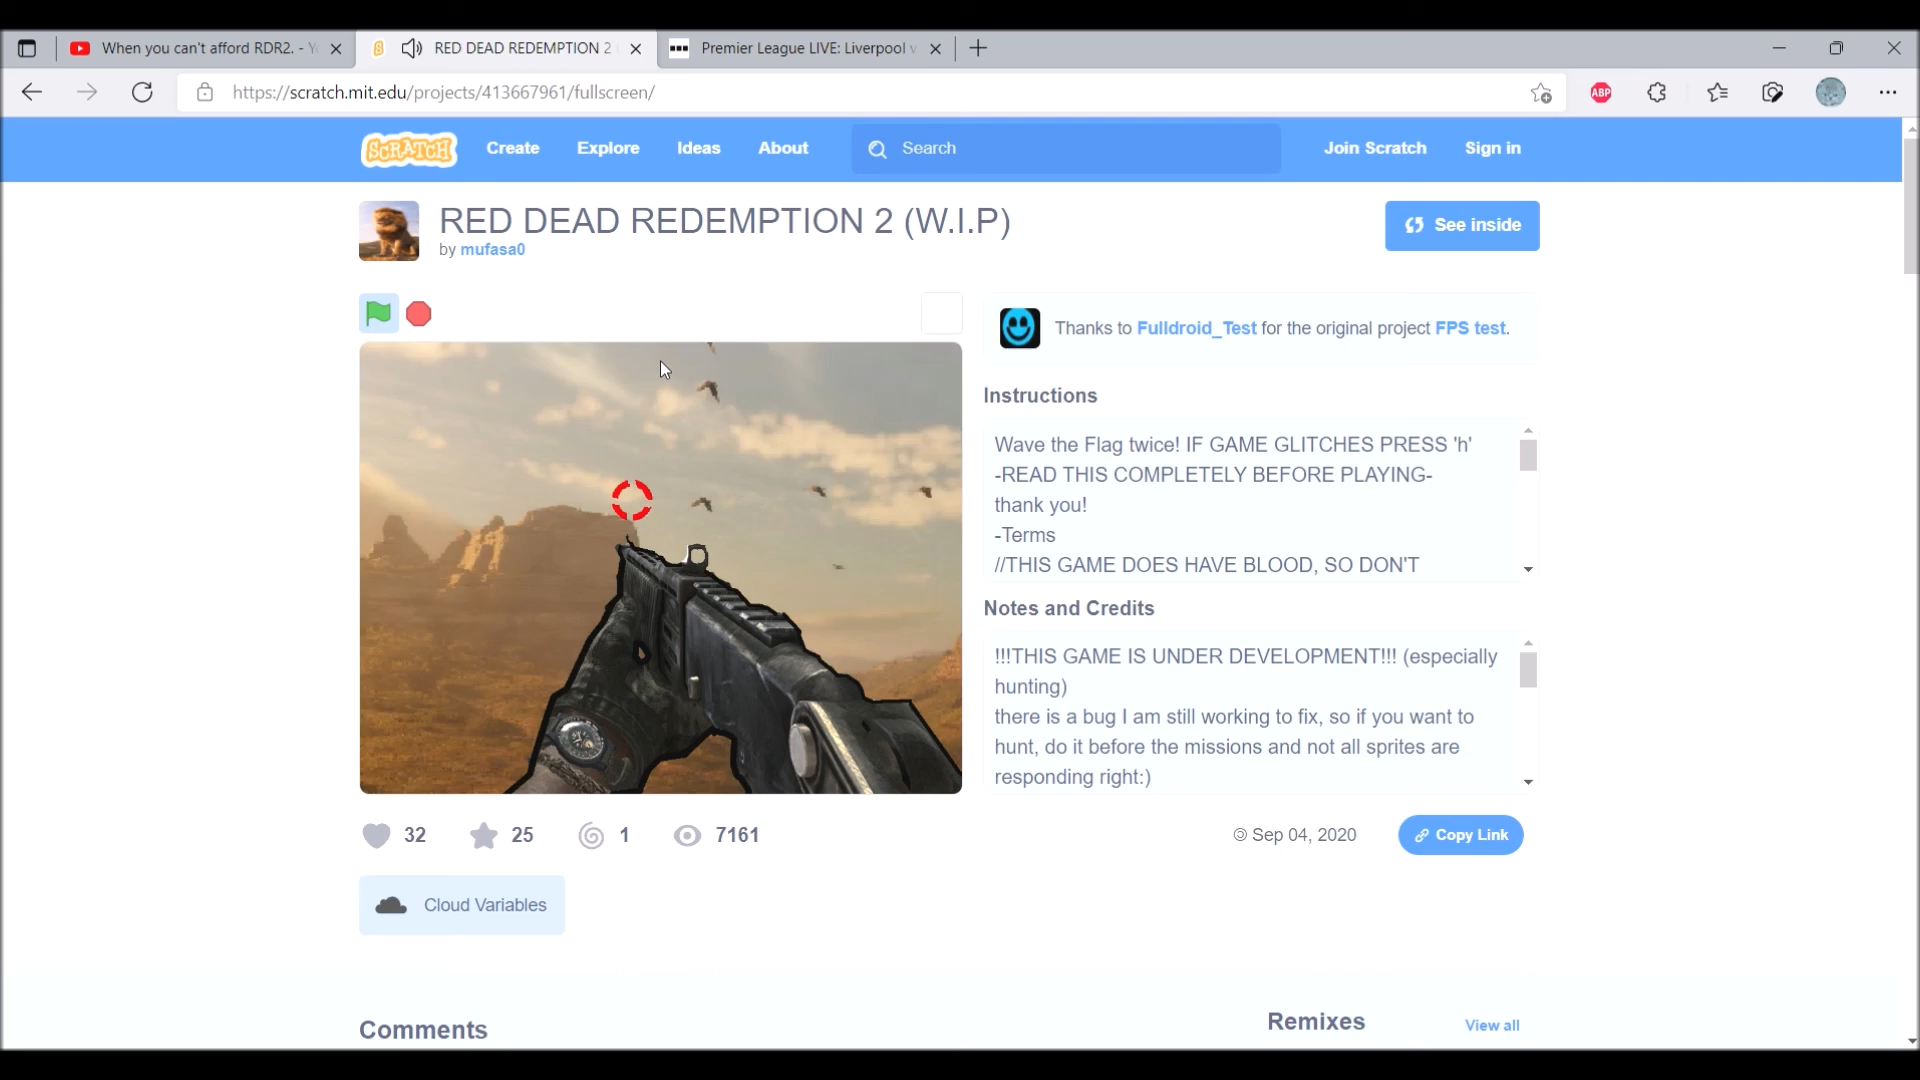 When you can't afford RDR2. - Y
RED DEAD REDEMPTION 2
Premier League LIVE: Liverpool v
https://scratch.mit.edu/projects/413667961/fullscreen/
ABP
SCRATCH
Create
Explore
Ideas
About
Search
Join Scratch
Sign in
RED DEAD REDEMPTION 2 (W.I.P)
by mufasa0
See inside
Thanks to Fulldroid_Test for the original project FPS test.
Instructions
Wave the Flag twice! IF GAME GLITCHES PRESS 'h'
-READ THIS COMPLETELY BEFORE PLAYING-
thank you!
-Terms
//THIS GAME DOES HAVE BLOOD, SO DON'T
Notes and Credits
!!!THIS GAME IS UNDER DEVELOPMENT!!! (especially
hunting)
there is a bug I am still working to fix, so if you want to
hunt, do it before the missions and not all sprites are
responding right:)
32
25
1
7161
© Sep 04, 2020
Copy Link
Cloud Variables
Comments
Remixes
View all